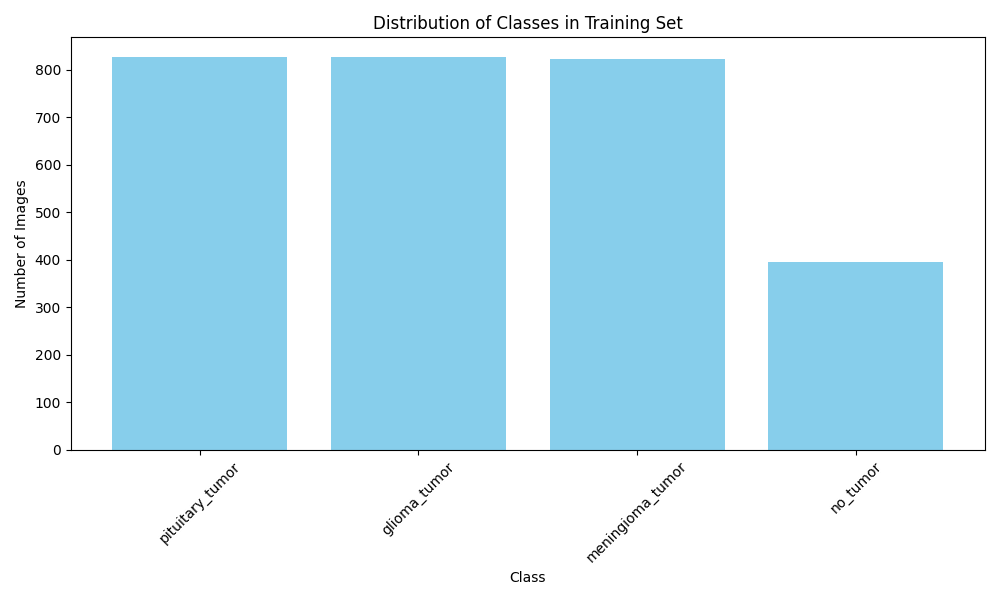 Distribution of Classes in Training Set
Number of Images
800
700
600
500
400
300
200
100
0
pituitary_tumor
glioma_tumor
meningioma_tumor
no_tumor
Class